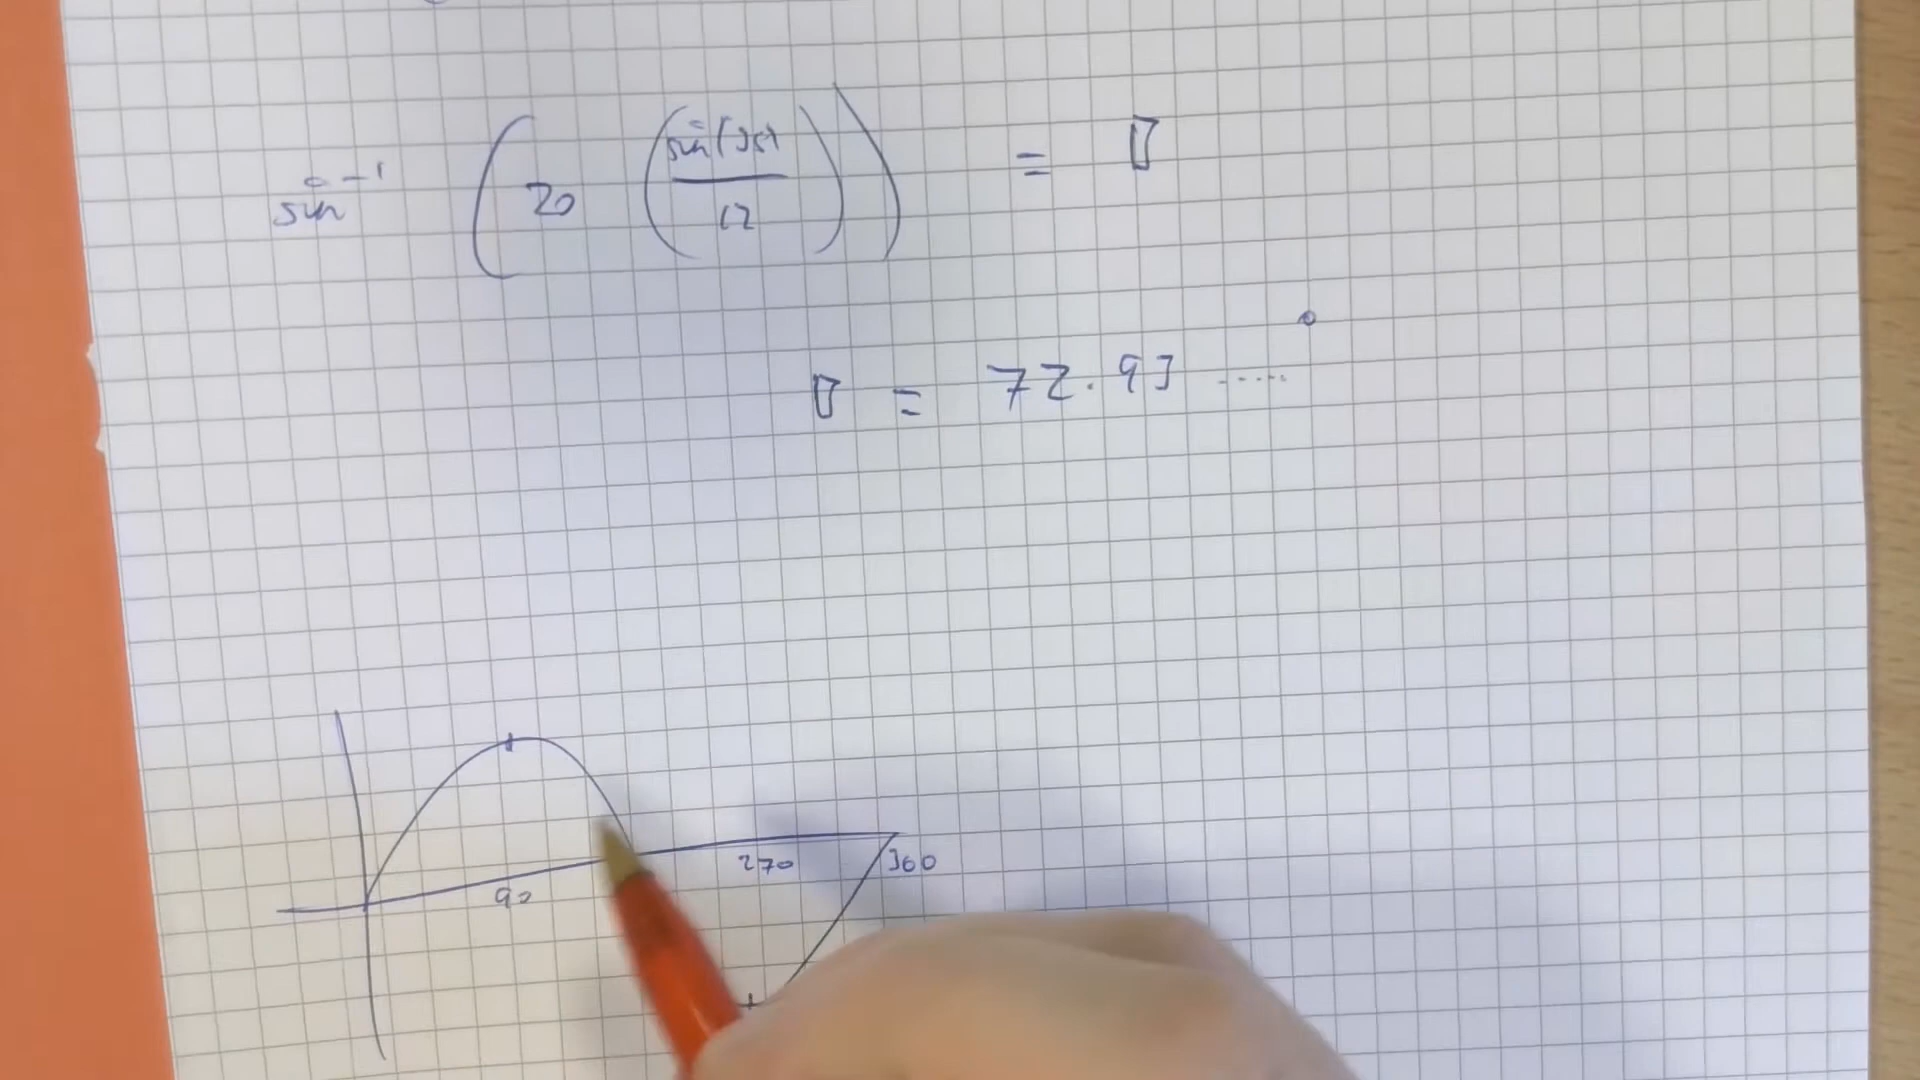 sin⁻¹ (20 (sin(35) / 12)) = D
D = 72.93 .....°
90 270 360